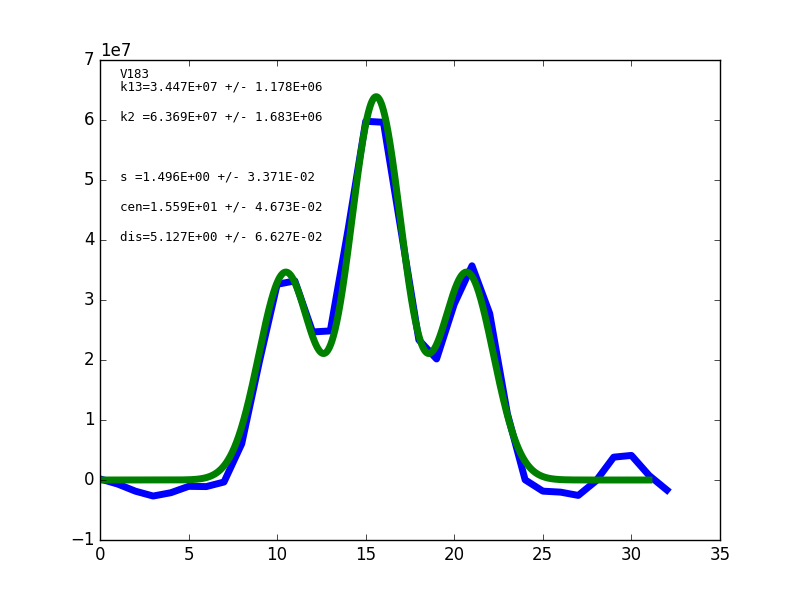 1e7
7
6
5
4
3
2
1
0
−1
V183
k13=3.447E+07 +/- 1.178E+06
k2 =6.369E+07 +/- 1.683E+06
s =1.496E+00 +/- 3.371E-02
cen=1.559E+01 +/- 4.673E-02
dis=5.127E+00 +/- 6.627E-02
0 5 10 15 20 25 30 35